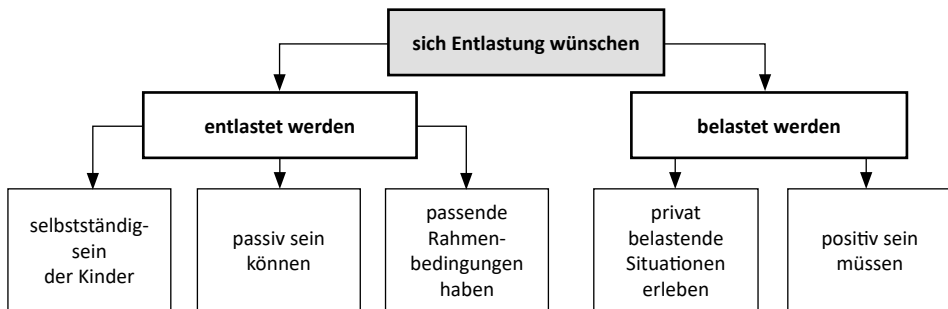 sich Entlastung wünschen
entlastet werden
belastet werden
selbstständig-
sein
der Kinder
passiv sein
können
passende
Rahmen-
bedingungen
haben
privat
belastende
Situationen
erleben
positiv sein
müssen